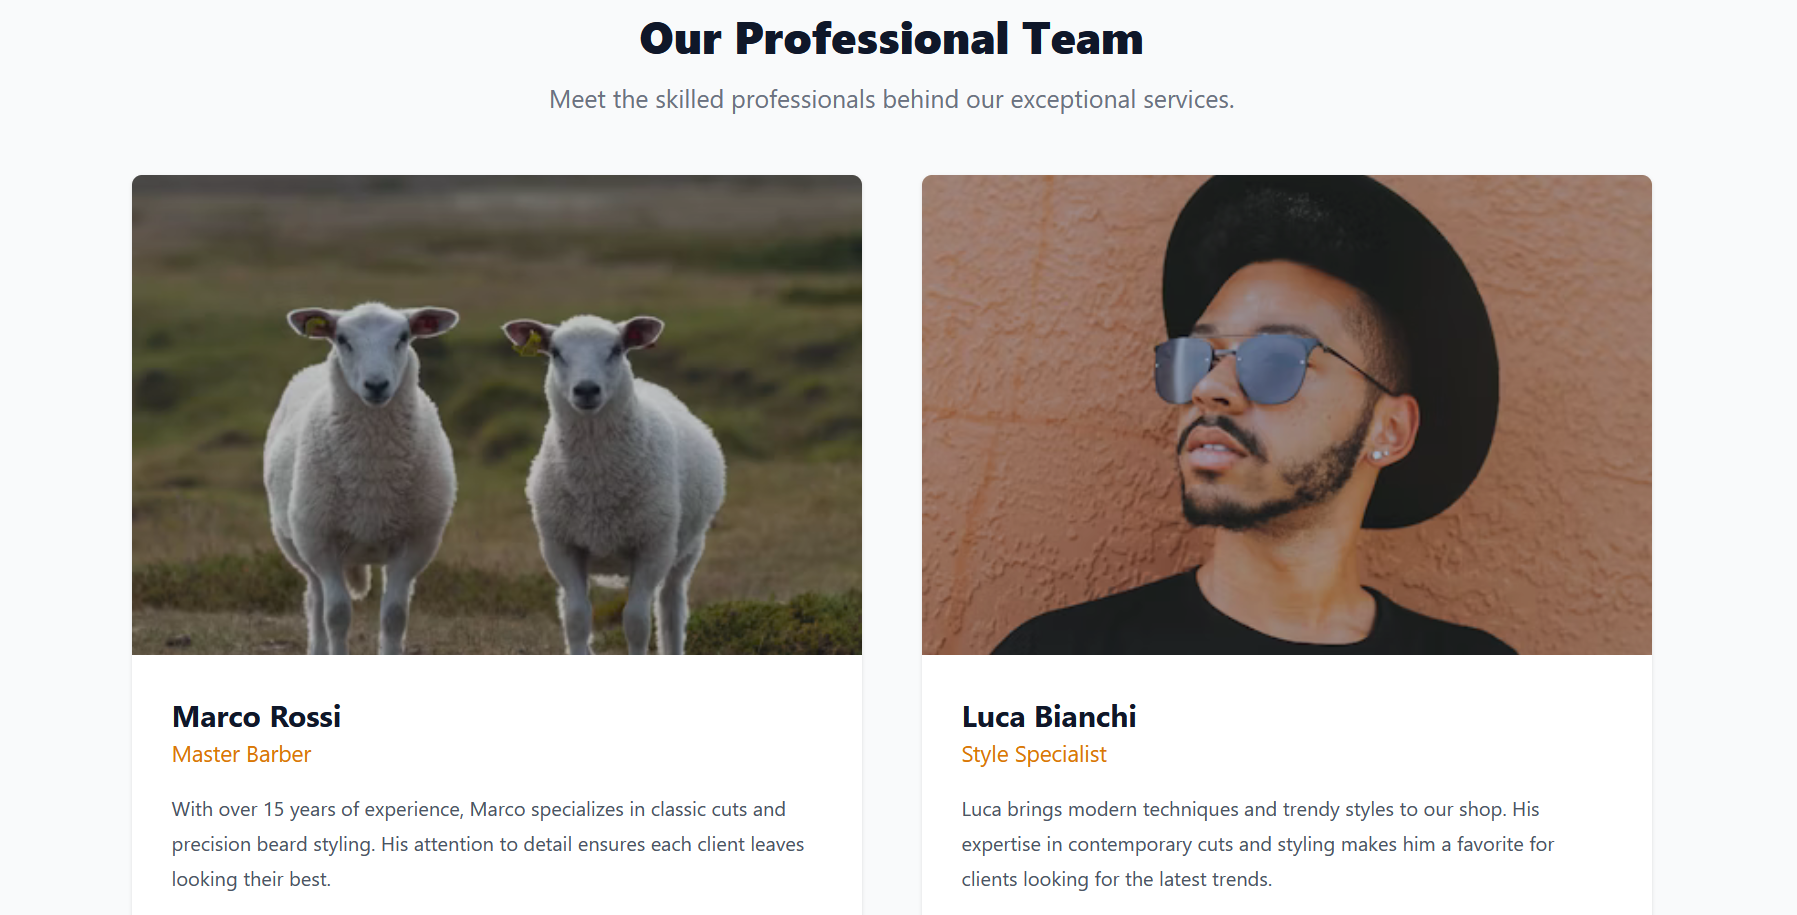 Our Professional Team
Meet the skilled professionals behind our exceptional services.
Marco Rossi
Master Barber
With over 15 years of experience, Marco specializes in classic cuts and
precision beard styling. His attention to detail ensures each client leaves
looking their best.
Luca Bianchi
Style Specialist
Luca brings modern techniques and trendy styles to our shop. His
expertise in contemporary cuts and styling makes him a favorite for
clients looking for the latest trends.